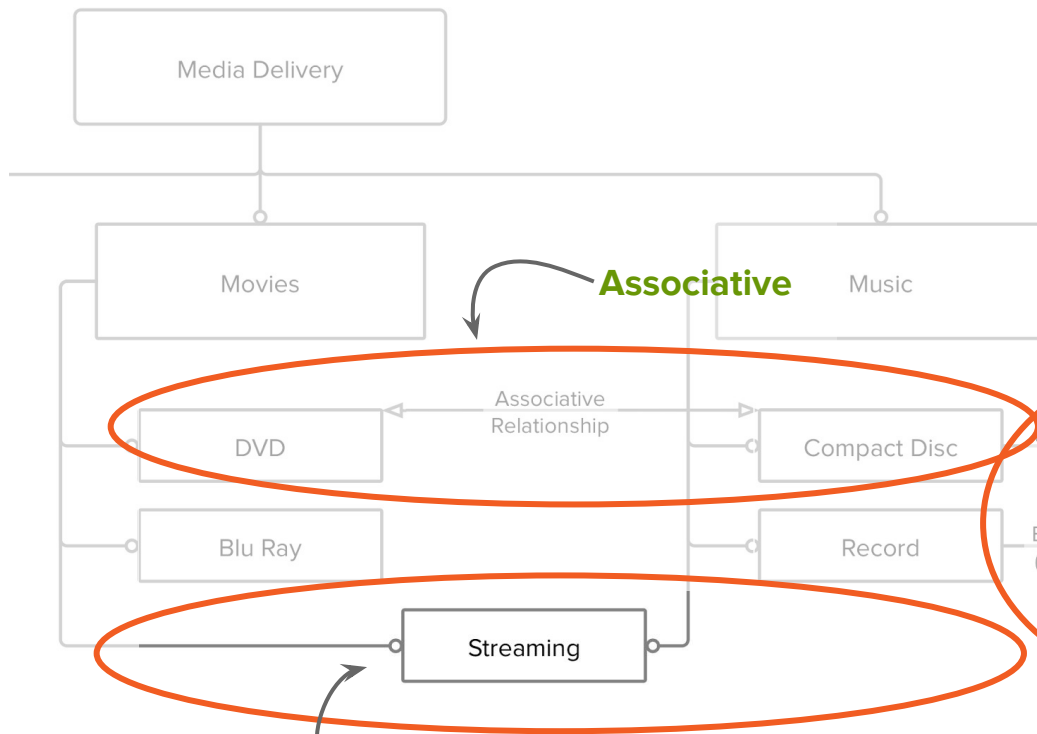 Media Delivery
Movies
Associative
Music
Associative
Relationship
DVD
Compact Disc
Blu Ray
Record
Streaming